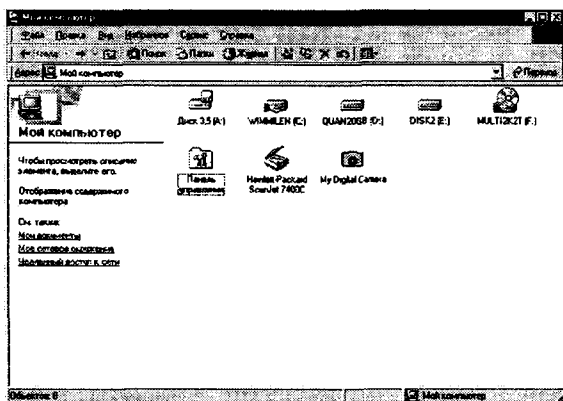 Мой компьютер
Файл Правка Вид Избранное Сервис Справка
Назад Поиск Папки Журнал
Адрес Мой компьютер Переход
Диск 3,5 (A:) WINMILEN (C:) QUAN20GB (D:) DISK2 (E:) MULTI2K2T (F:)
Мой компьютер
Чтобы просмотреть описание
элемента, выделите его.
Панель
управления
Hewlett-Packard
ScanJet 7400C
My Digital Camera
Отображение содержимого
компьютера
См. также:
Мои документы
Мое сетевое окружение
Удаленный доступ к сети
Объектов: 8 Мой компьютер